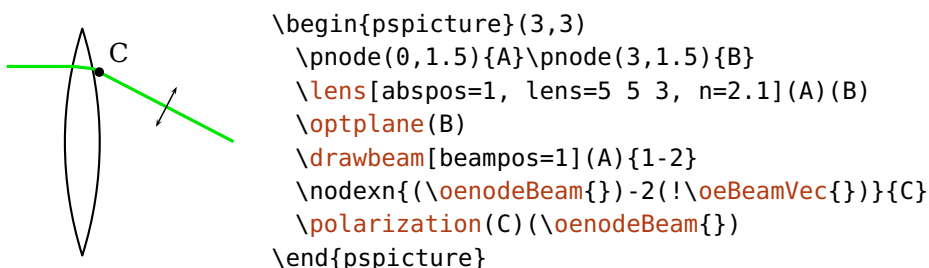 C
\begin{pspicture}(3,3)
\pnode(0,1.5){A}\pnode(3,1.5){B}
\lens[abspos=1, lens=5 5 3, n=2.1](A)(B)
\optplane(B)
\drawbeam[beampos=1](A){1-2}
\nodexn{(\oenodeBeam{})-2(!\oeBeamVec{})}{C}
\polarization(C)(\oenodeBeam{})
\end{pspicture}